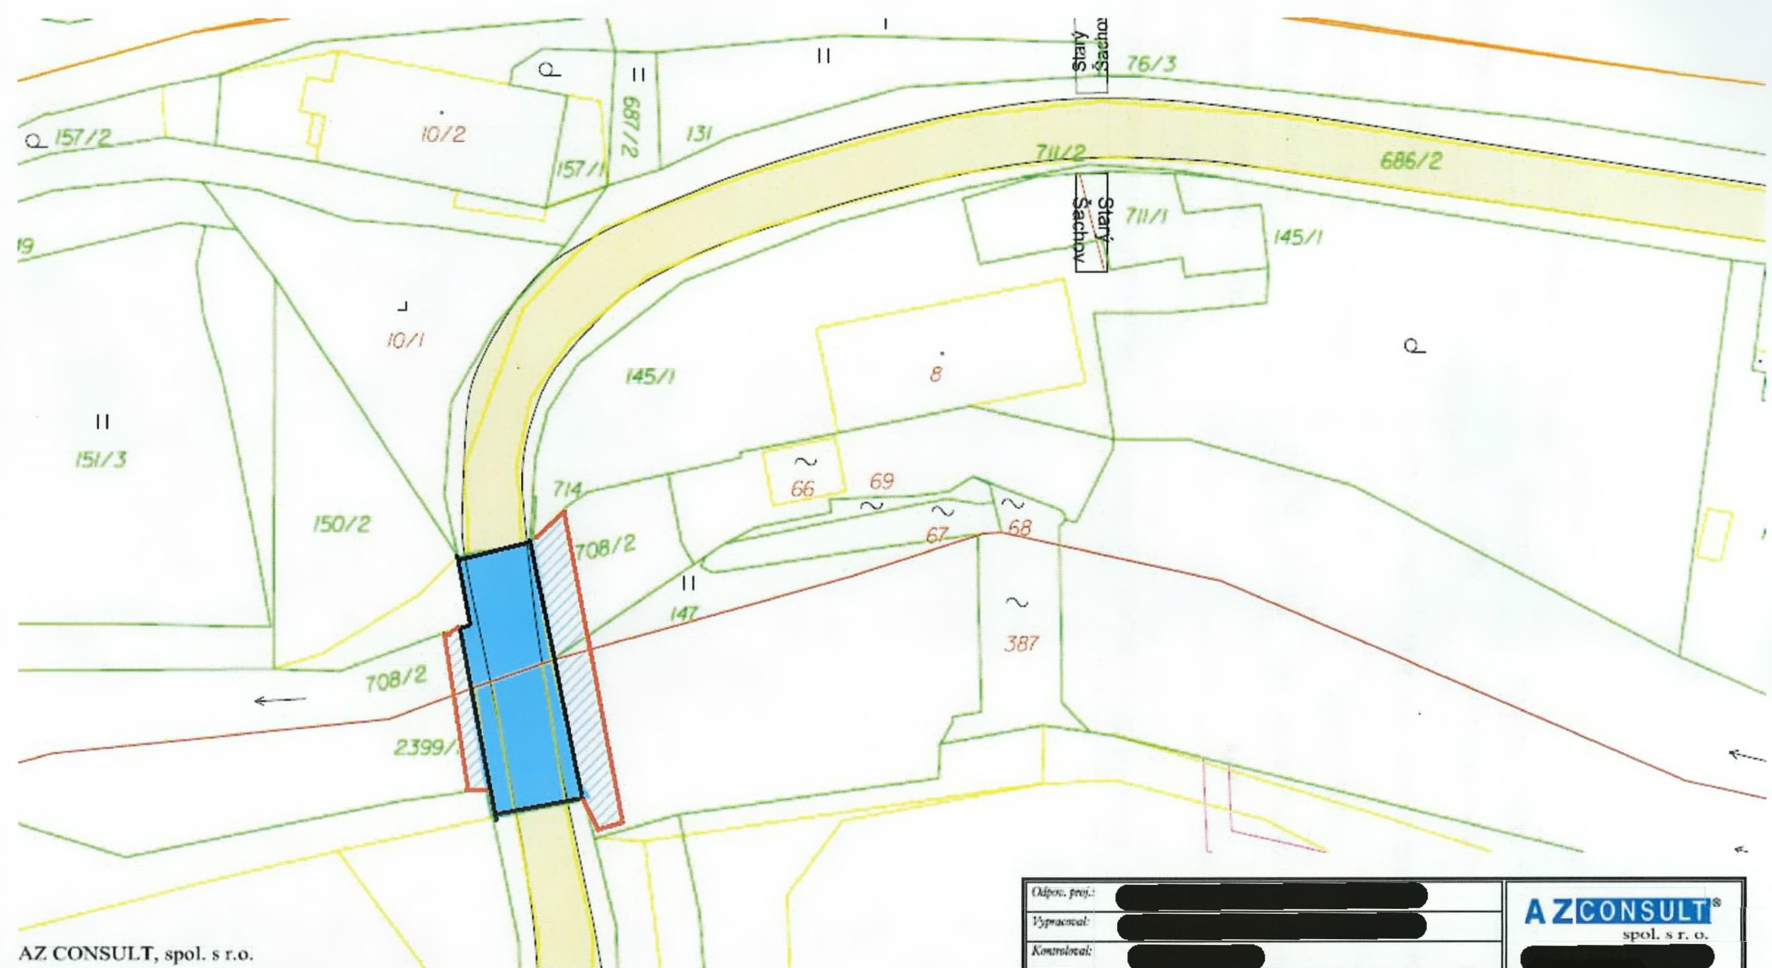 Starý
Šachov
76/3
157/2
10/2
687/2
131
157/1
711/2
686/2
Starý
Šachov
711/1
145/1
10/1
145/1
8
151/3
150/2
714
66
69
67
68
708/2
147
387
708/2
2399/
Odpov. proj.:
Vypracoval:
Kontroloval:
AZ CONSULT®
spol. s r. o.
AZ CONSULT, spol. s r.o.